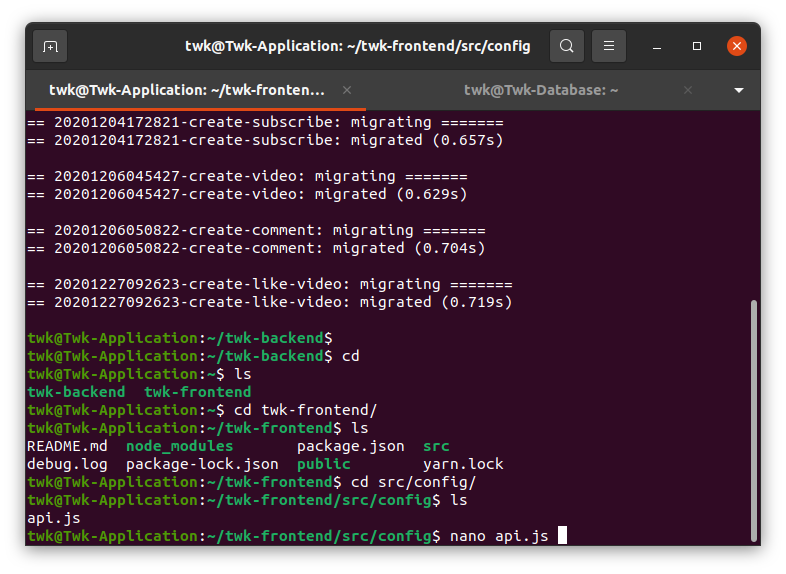 twk@Twk-Application: ~/twk-frontend/src/config
twk@Twk-Application: ~/twk-fronten...
twk@Twk-Database: ~
== 20201204172821-create-subscribe: migrating =======
== 20201204172821-create-subscribe: migrated (0.657s)
== 20201206045427-create-video: migrating =======
== 20201206045427-create-video: migrated (0.629s)
== 20201206050822-create-comment: migrating =======
== 20201206050822-create-comment: migrated (0.704s)
== 20201227092623-create-like-video: migrating =======
== 20201227092623-create-like-video: migrated (0.719s)
twk@Twk-Application:~/twk-backend$
twk@Twk-Application:~/twk-backend$ cd
twk@Twk-Application:~$ ls
twk-backend  twk-frontend
twk@Twk-Application:~$ cd twk-frontend/
twk@Twk-Application:~/twk-frontend$ ls
README.md  node_modules       package.json  src
debug.log  package-lock.json  public        yarn.lock
twk@Twk-Application:~/twk-frontend$ cd src/config/
twk@Twk-Application:~/twk-frontend/src/config$ ls
api.js
twk@Twk-Application:~/twk-frontend/src/config$ nano api.js